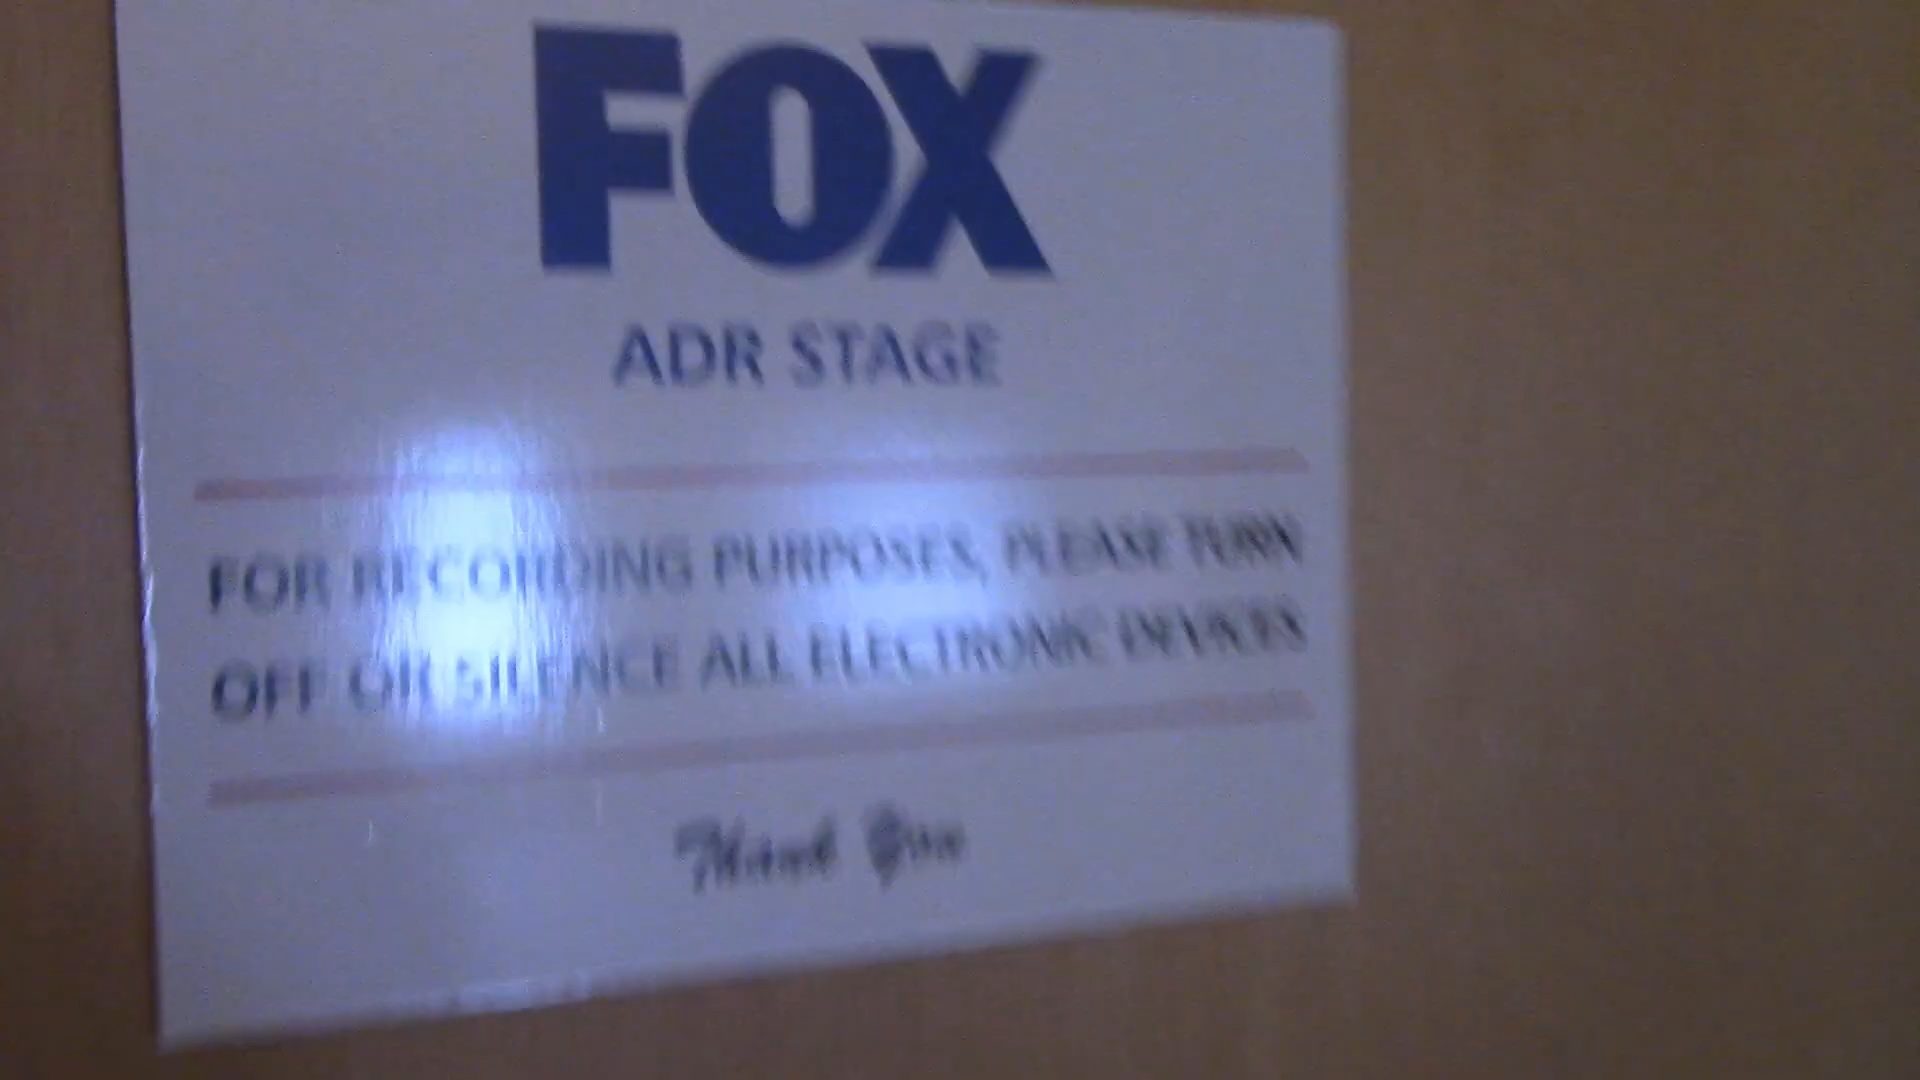 FOX
ADR STAGE
FOR RECORDING PURPOSES, PLEASE TURN
OFF OR SILENCE ALL ELECTRONIC DEVICES
Thank You